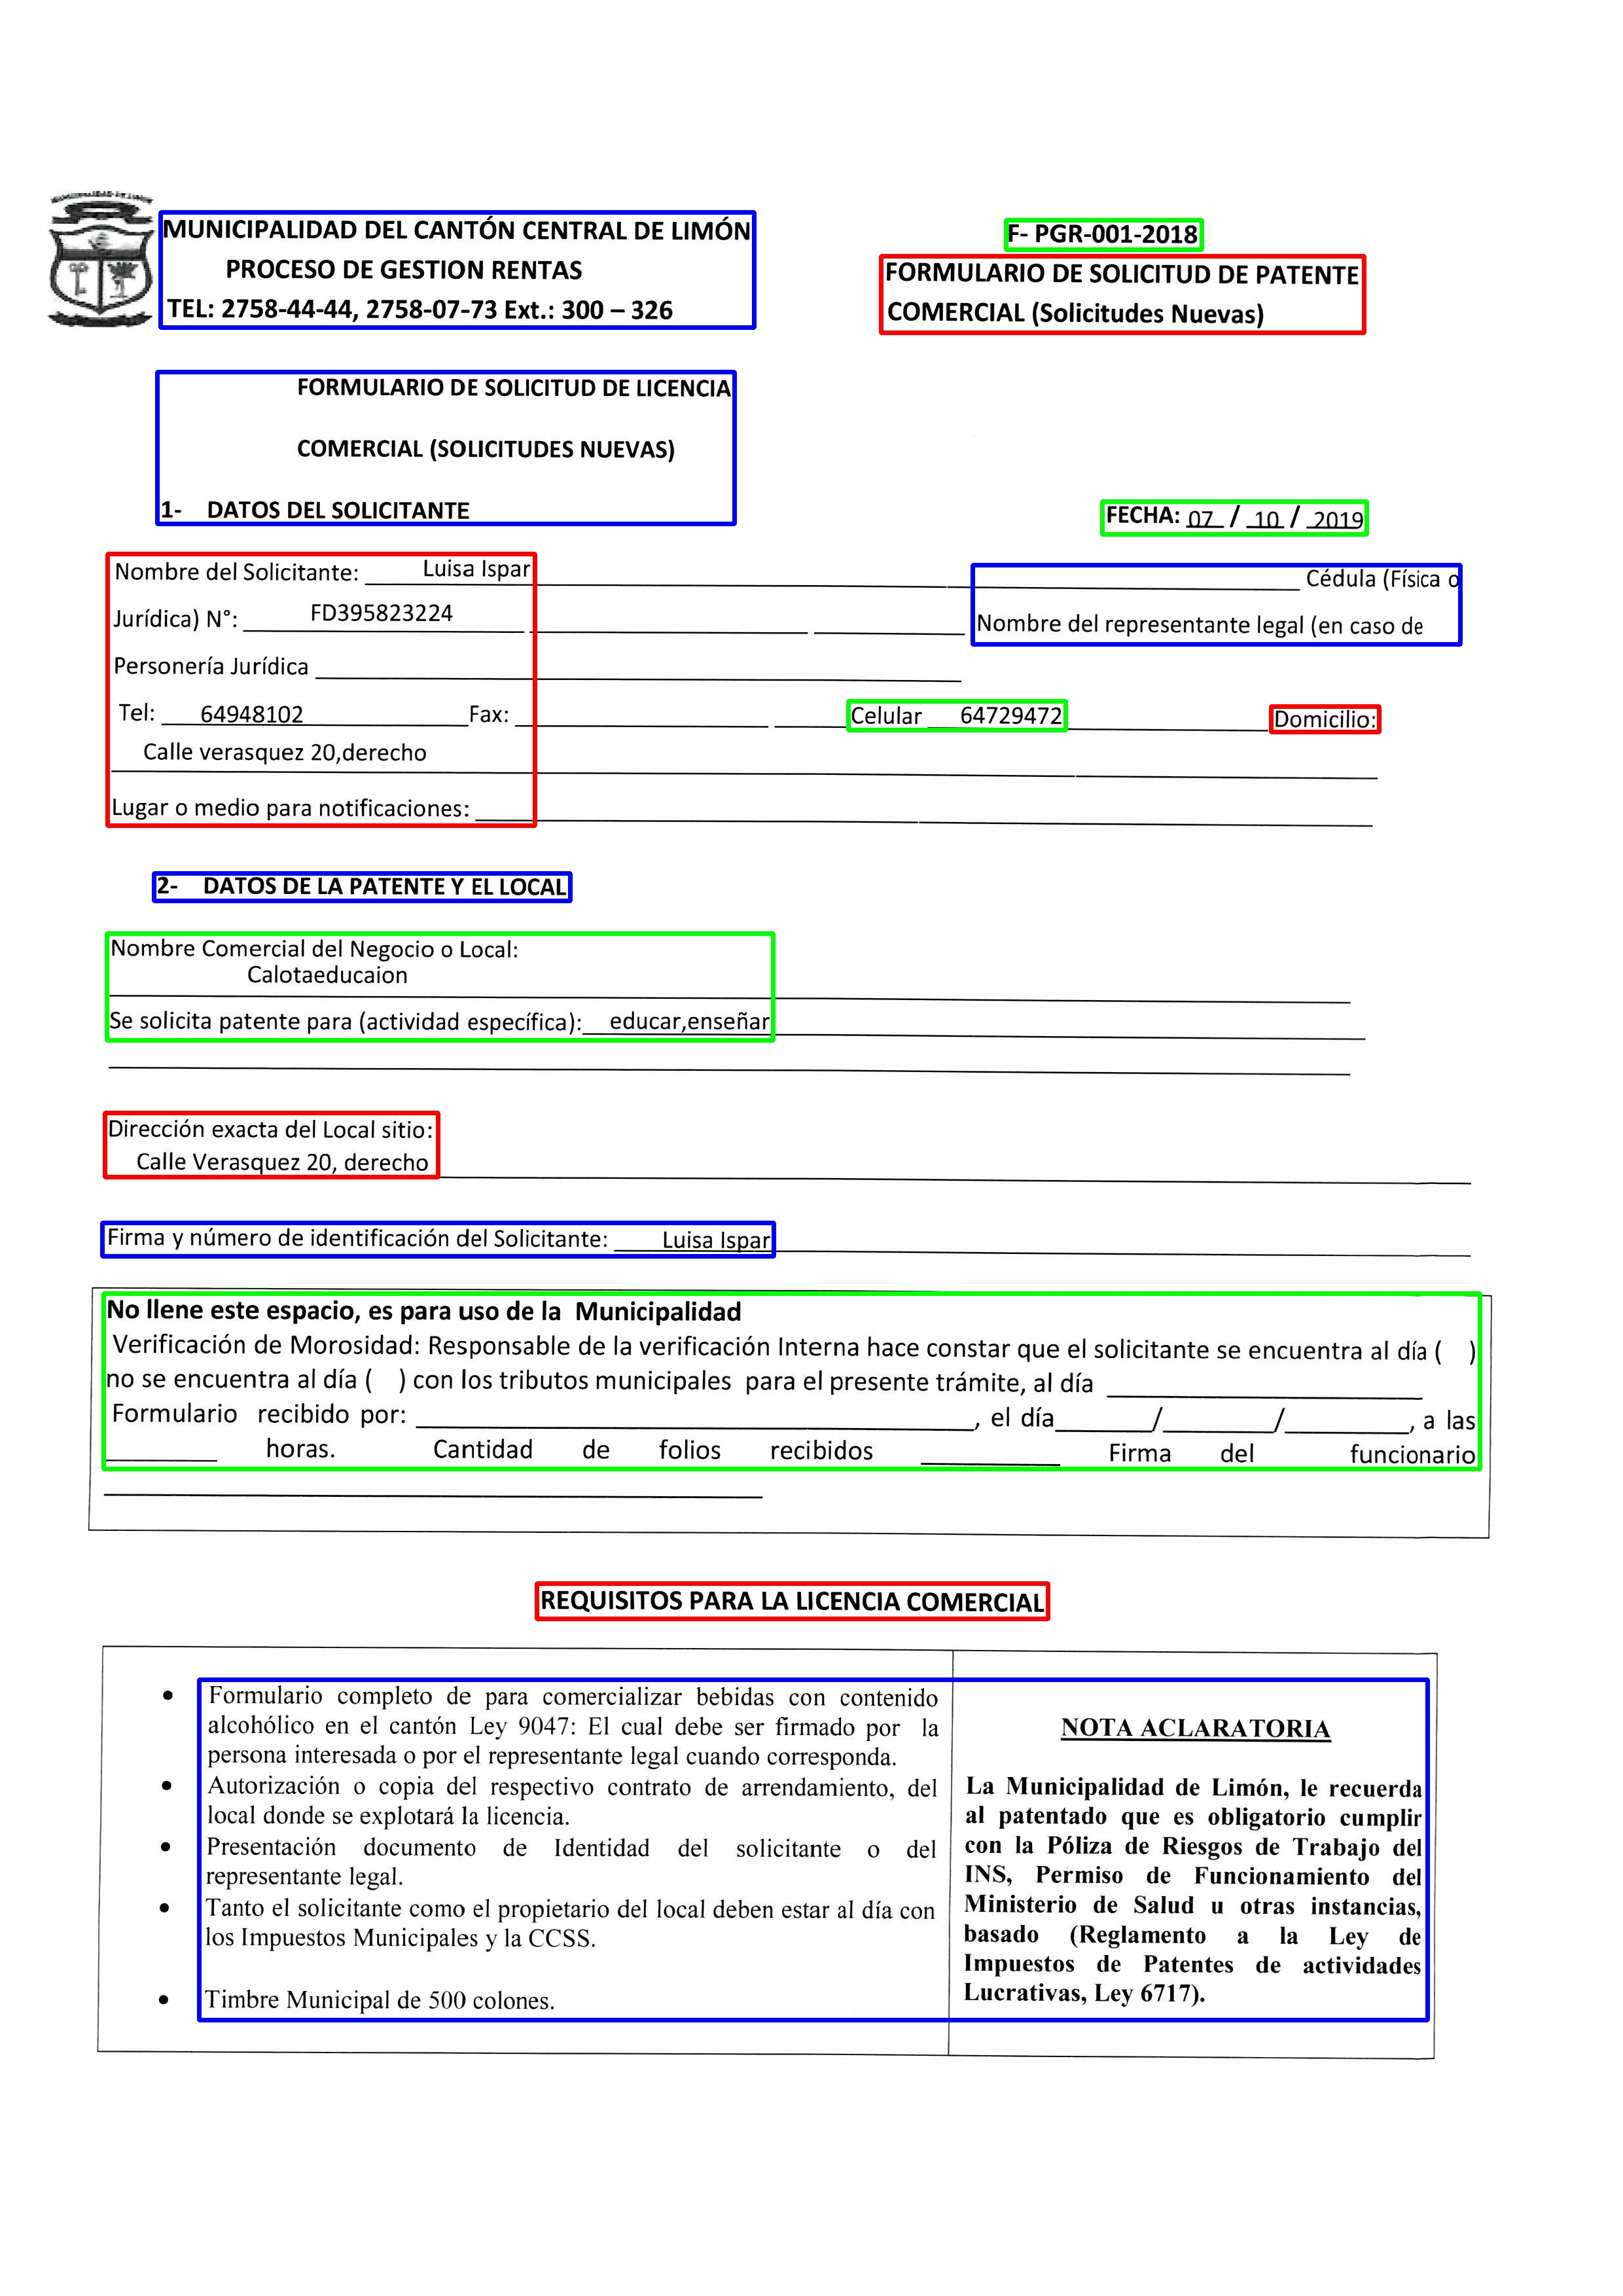 MUNICIPALIDAD DEL CANTÓN CENTRAL DE LIMÓN
PROCESO DE GESTION RENTAS
TEL: 2758-44-44, 2758-07-73 Ext.: 300 – 326
F- PGR-001-2018
FORMULARIO DE SOLICITUD DE PATENTE
COMERCIAL (Solicitudes Nuevas)
FORMULARIO DE SOLICITUD DE LICENCIA
COMERCIAL (SOLICITUDES NUEVAS)
1- DATOS DEL SOLICITANTE
FECHA: 07 / 10 / 2019
Nombre del Solicitante: Luisa Ispar Cédula (Física o
Jurídica) N°: FD395823224 Nombre del representante legal (en caso de
Personería Jurídica
Tel: 64948102 Fax: Celular 64729472 Domicilio:
Calle verasquez 20,derecho
Lugar o medio para notificaciones:
2- DATOS DE LA PATENTE Y EL LOCAL
Nombre Comercial del Negocio o Local:
Calotaeducaion
Se solicita patente para (actividad específica): educar,enseñar
Dirección exacta del Local sitio:
Calle Verasquez 20, derecho
Firma y número de identificación del Solicitante: Luisa Ispar
No llene este espacio, es para uso de la Municipalidad
Verificación de Morosidad: Responsable de la verificación Interna hace constar que el solicitante se encuentra al día ( )
no se encuentra al día ( ) con los tributos municipales para el presente trámite, al día
Formulario recibido por: , el día / / , a las
horas. Cantidad de folios recibidos Firma del funcionario
REQUISITOS PARA LA LICENCIA COMERCIAL
• Formulario completo de para comercializar bebidas con contenido
alcohólico en el cantón Ley 9047: El cual debe ser firmado por la
persona interesada o por el representante legal cuando corresponda.
• Autorización o copia del respectivo contrato de arrendamiento, del
local donde se explotará la licencia.
• Presentación documento de Identidad del solicitante o del
representante legal.
• Tanto el solicitante como el propietario del local deben estar al día con
los Impuestos Municipales y la CCSS.
• Timbre Municipal de 500 colones.
NOTA ACLARATORIA
La Municipalidad de Limón, le recuerda
al patentado que es obligatorio cumplir
con la Póliza de Riesgos de Trabajo del
INS, Permiso de Funcionamiento del
Ministerio de Salud u otras instancias,
basado (Reglamento a la Ley de
Impuestos de Patentes de actividades
Lucrativas, Ley 6717).